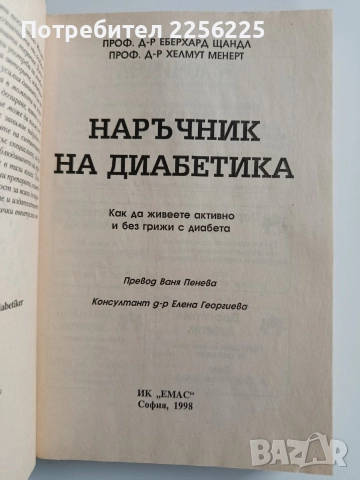 Потребител 2256225
ПРОФ. Д-Р ЕБЕРХАРД ЩАНДЛ
ПРОФ. Д-Р ХЕЛМУТ МЕНЕРТ
НАРЪЧНИК
НА ДИАБЕТИКА
Как да живеете активно
и без грижи с диабета
Превод Ваня Пенева
Консултант д-р Елена Георгиева
ИК „ЕМАС“
София, 1998
BAZAR